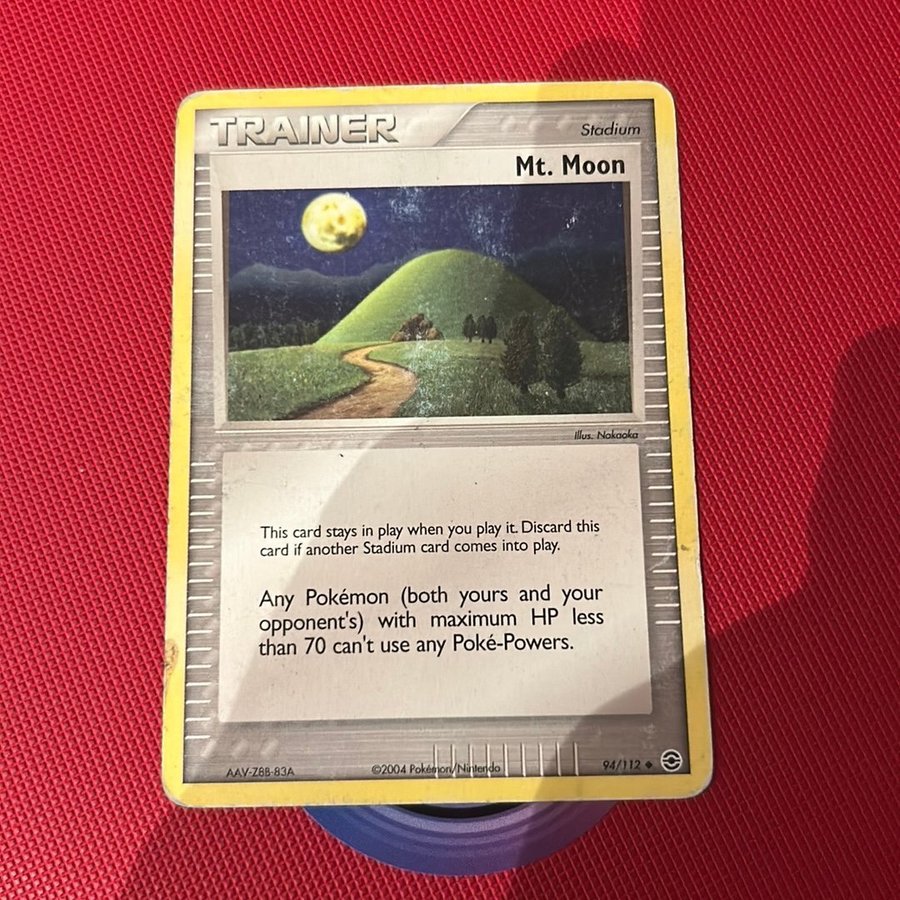 TRAINER
Stadium
Mt. Moon
Illus. Nakaoka
This card stays in play when you play it. Discard this
card if another Stadium card comes into play.
Any Pokémon (both yours and your
opponent's) with maximum HP less
than 70 can't use any Poké-Powers.
AAV-ZBB-83A
©2004 Pokémon/Nintendo
94/112